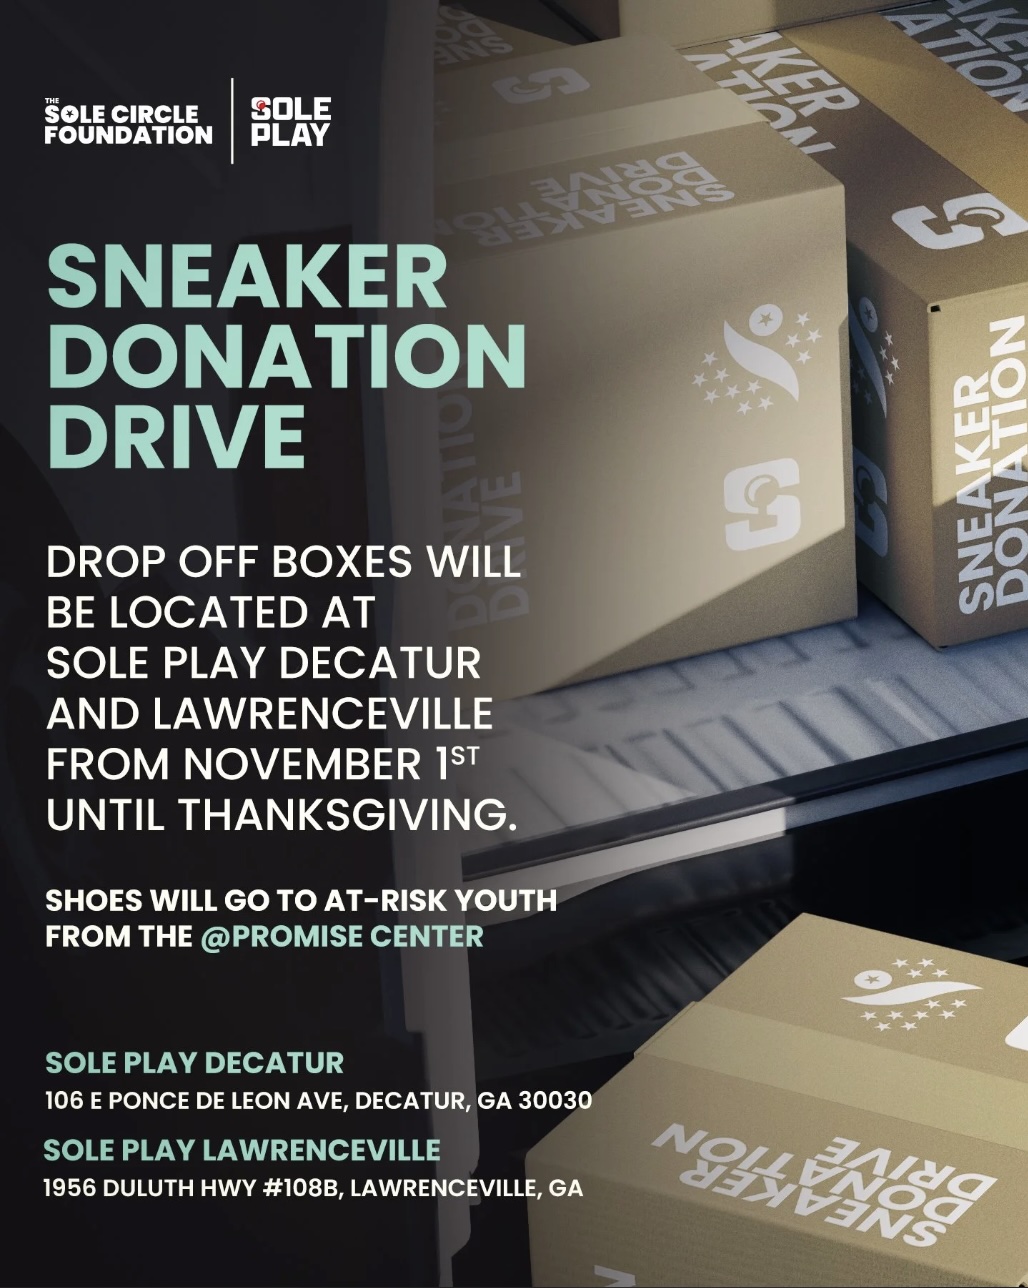 THE
SOLE CIRCLE
FOUNDATION
SOLE
PLAY
SNEAKER
DONATION
DRIVE
DROP OFF BOXES WILL
BE LOCATED AT
SOLE PLAY DECATUR
AND LAWRENCEVILLE
FROM NOVEMBER 1ST
UNTIL THANKSGIVING.
SHOES WILL GO TO AT-RISK YOUTH
FROM THE @PROMISE CENTER
SOLE PLAY DECATUR
106 E PONCE DE LEON AVE, DECATUR, GA 30030
SOLE PLAY LAWRENCEVILLE
1956 DULUTH HWY #108B, LAWRENCEVILLE, GA
SNEAKER
DONATION
DRIVE
DONATION
DRIVE
SNEAKER
DONATION
SNEAKER
DONATION
DRIVE